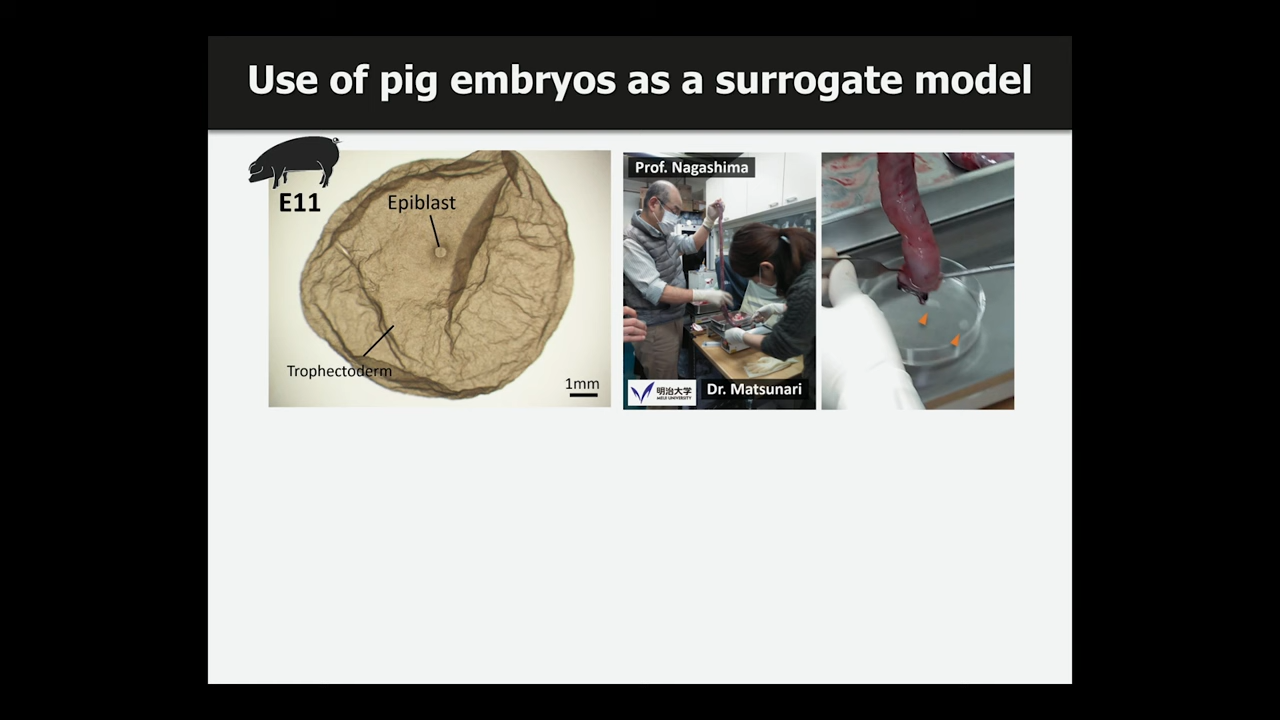 Use of pig embryos as a surrogate model
E11
Epiblast
Trophectoderm
1mm
Prof. Nagashima
明治大学
MEIJI UNIVERSITY
Dr. Matsunari